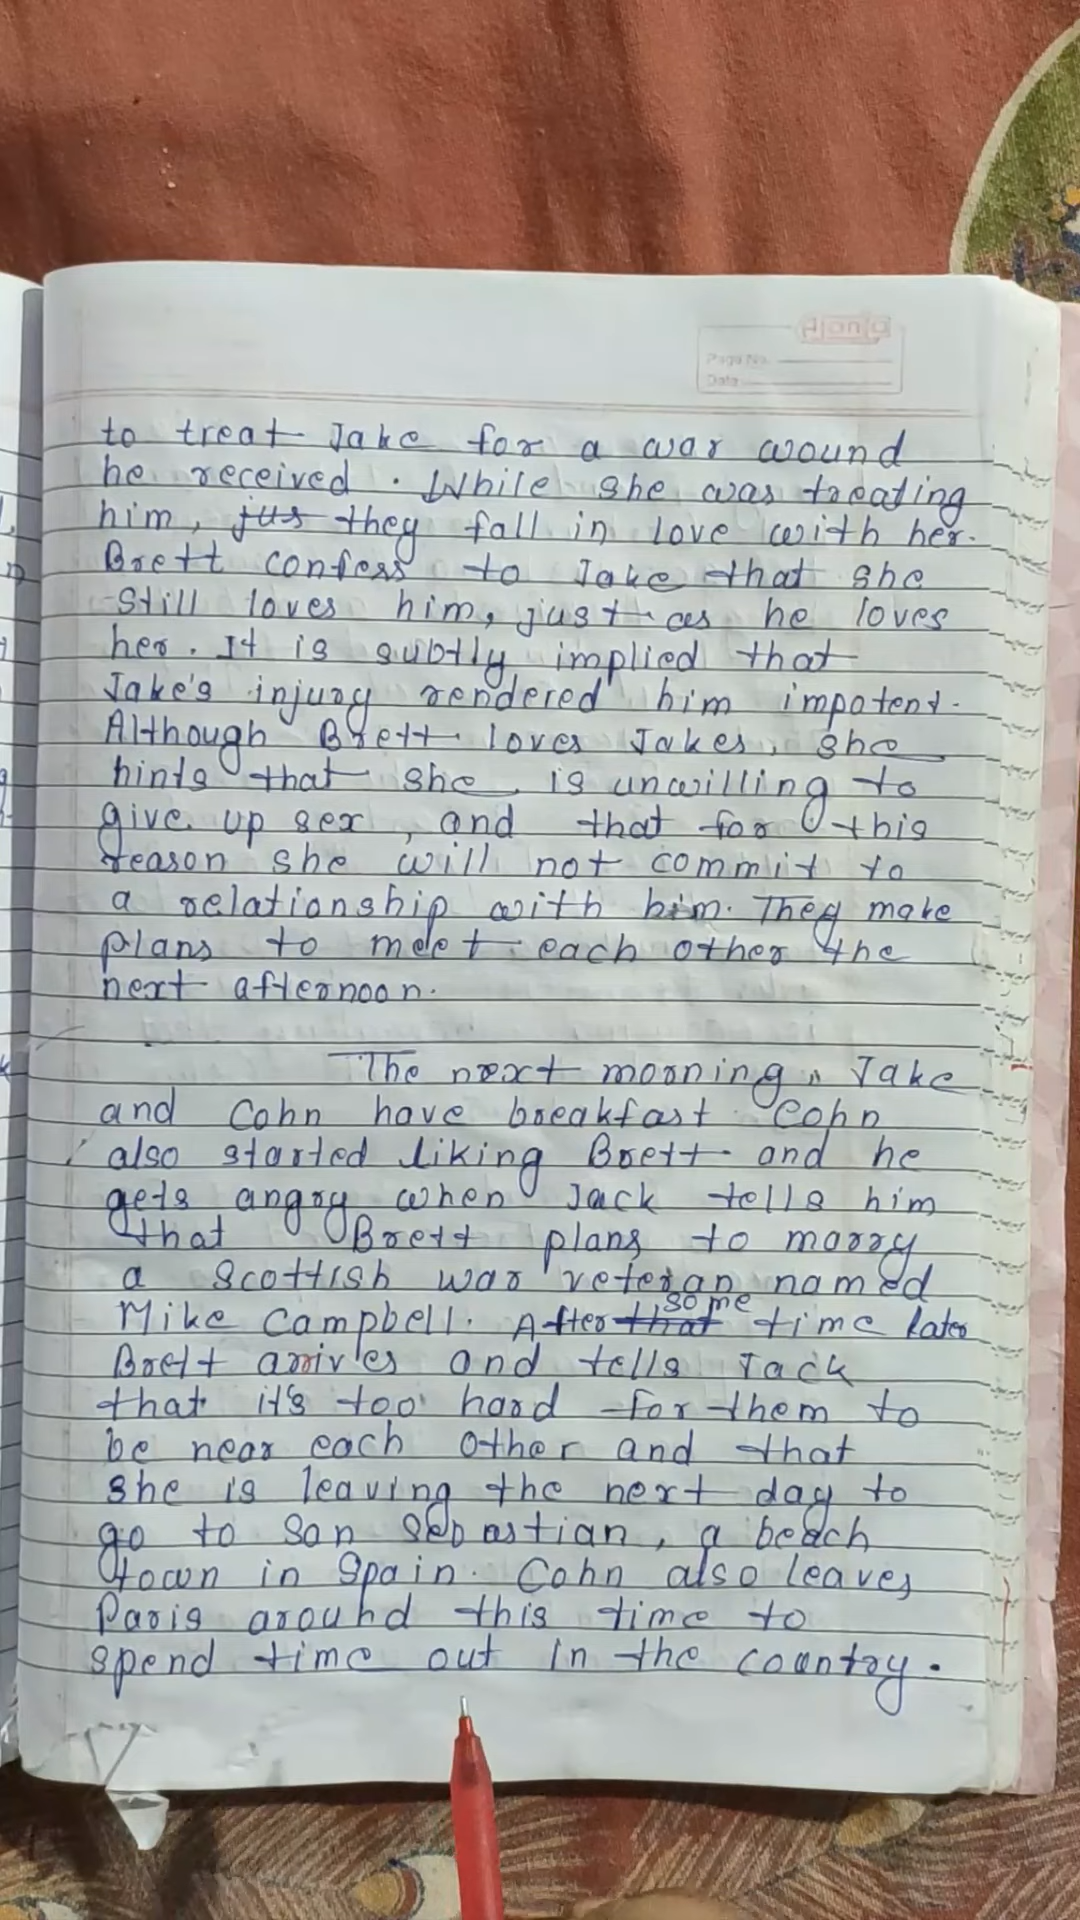 Page No.
Date
to treat Jake for a war wound
he received. While she was treating
him, jus they fall in love with her.
Brett confess to Jake that she
still loves him, just as he loves
her. It is subtly implied that
Jake's injury rendered him impotent.
Although Brett loves Jakes, she
hints that she is unwilling to
give up sex, and that for this
reason she will not commit to
a relationship with him. They make
plans to meet each other the
next afternoon.
The next morning, Jake
and Cohn have breakfast. Cohn
also started liking Brett and he
gets angry when Jack tells him
that Brett plans to marry
a Scottish war veteran named
Mike Campbell. After that some time later
Brett arrives and tells Jack
that it's too hard for them to
be near each other and that
she is leaving the next day to
go to San Sebastian, a beach
town in Spain. Cohn also leaves
Paris around this time to
spend time out in the country.